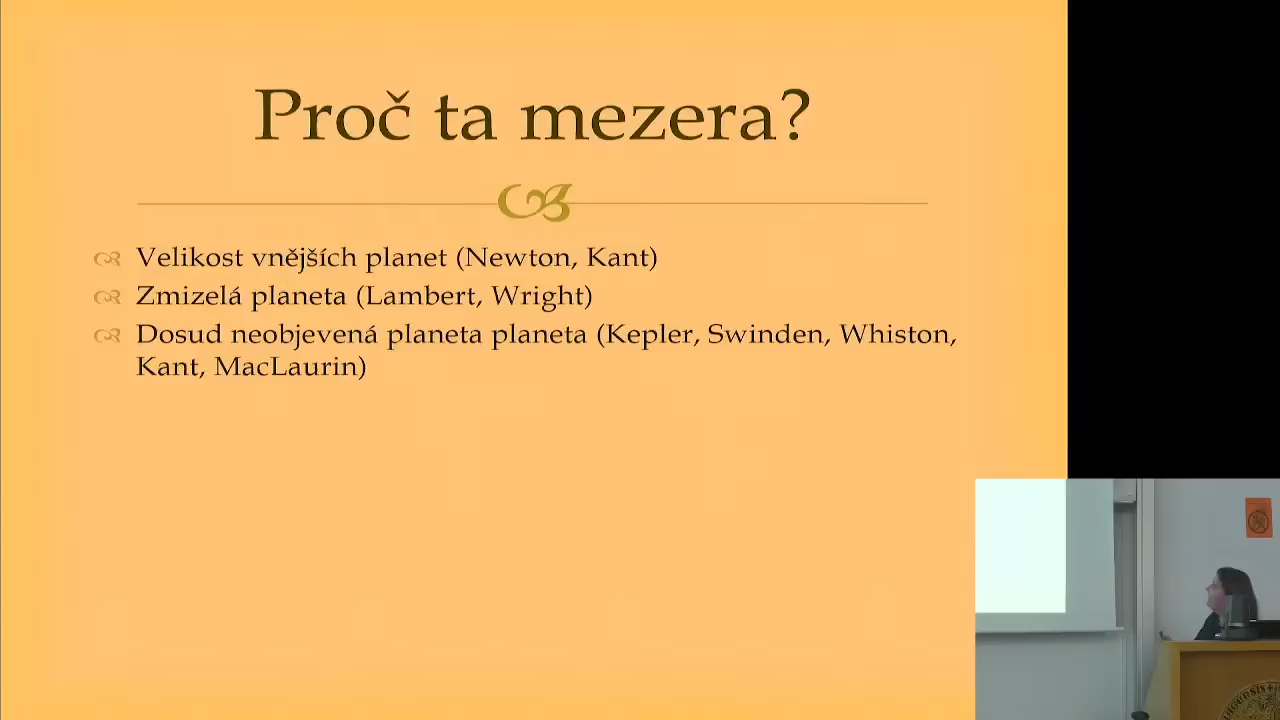 Proč ta mezera?
Velikost vnějších planet (Newton, Kant)
Zmizelá planeta (Lambert, Wright)
Dosud neobjevená planeta planeta (Kepler, Swinden, Whiston,
Kant, MacLaurin)